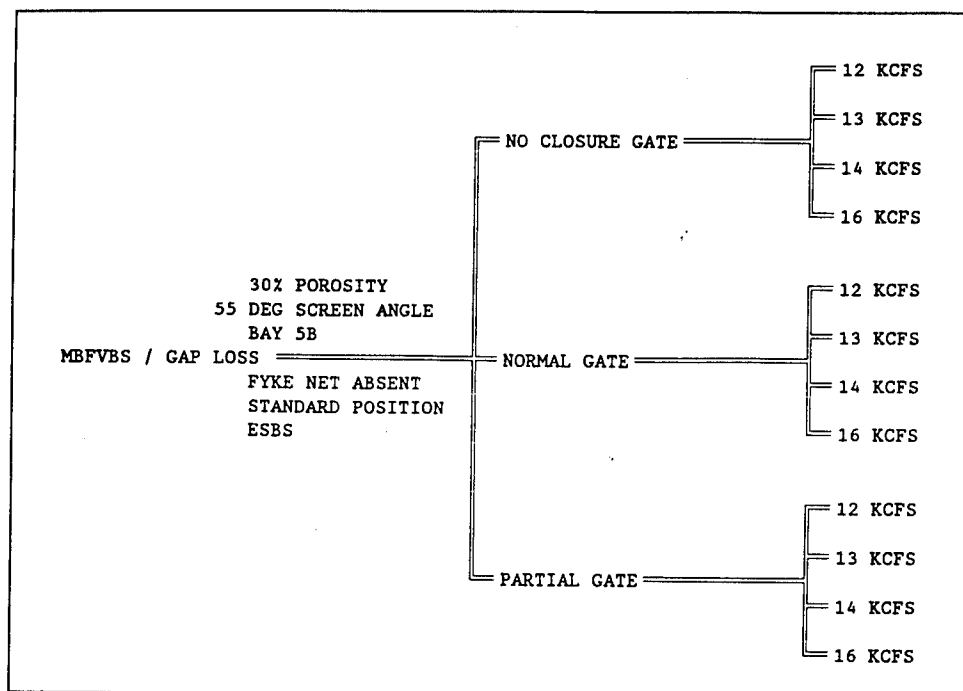 12 KCFS
13 KCFS
NO CLOSURE GATE
14 KCFS
16 KCFS
30% POROSITY
55 DEG SCREEN ANGLE
BAY 5B
MBFVBS / GAP LOSS
FYKE NET ABSENT
STANDARD POSITION
ESBS
12 KCFS
13 KCFS
NORMAL GATE
14 KCFS
16 KCFS
12 KCFS
13 KCFS
PARTIAL GATE
14 KCFS
16 KCFS